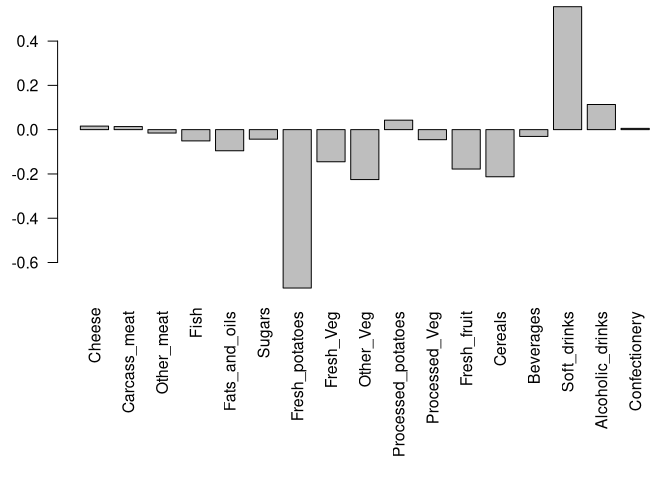 0.4
0.2
0.0
-0.2
-0.4
-0.6
Cheese
Carcass_meat
Other_meat
Fish
Fats_and_oils
Sugars
Fresh_potatoes
Fresh_Veg
Other_Veg
Processed_potatoes
Processed_Veg
Fresh_fruit
Cereals
Beverages
Soft_drinks
Alcoholic_drinks
Confectionery